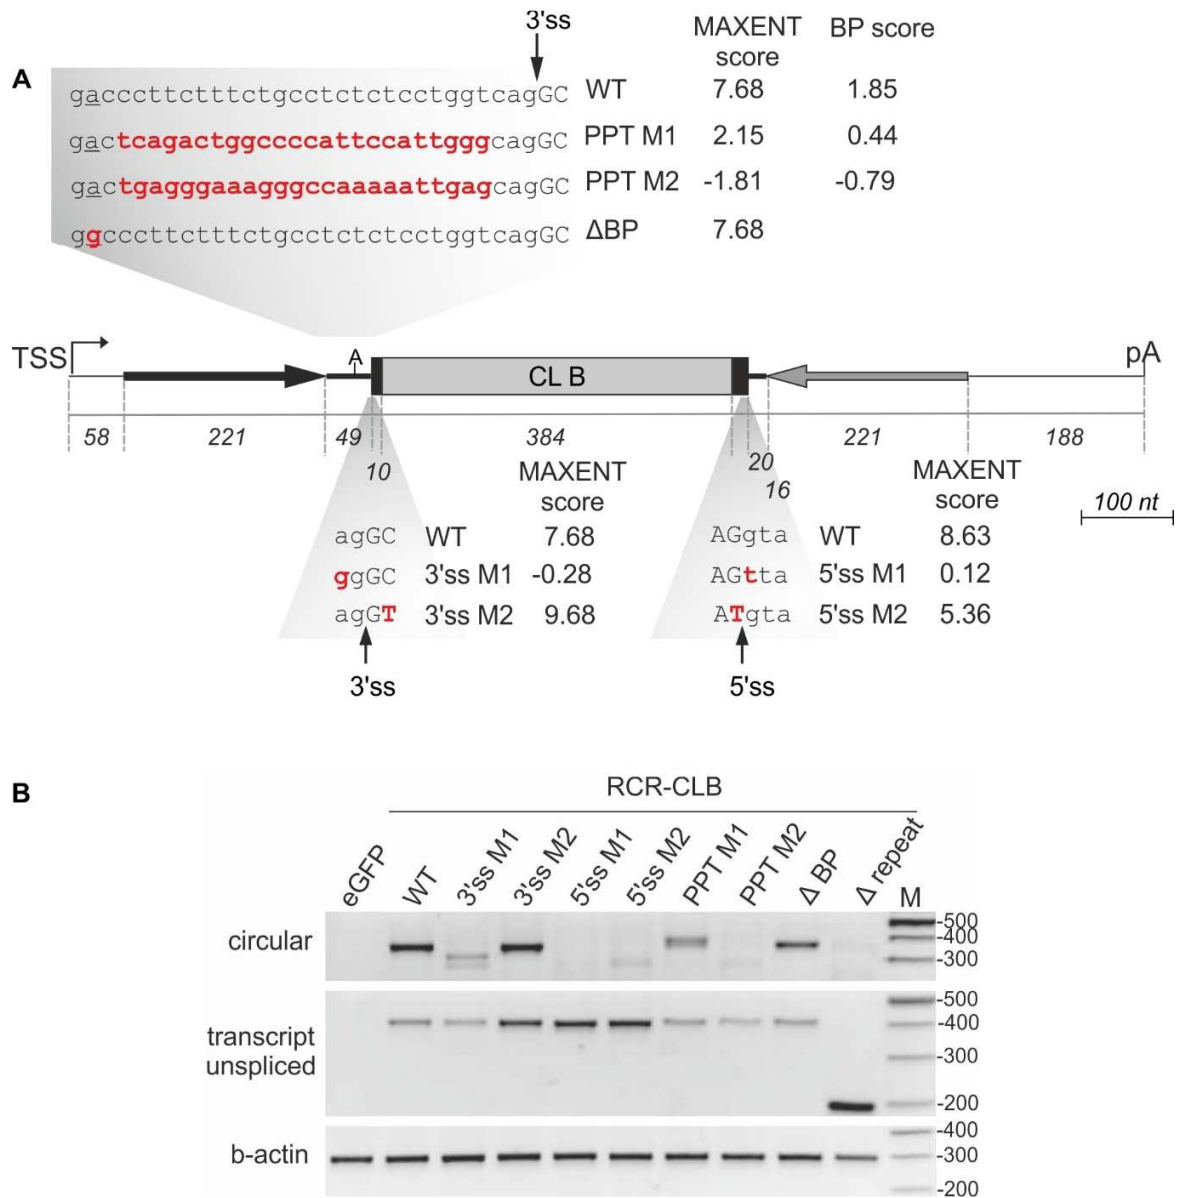 3'ss
MAXENT score BP score
A
gacccttctttctgcctctctcctggtcagGC WT 7.68 1.85
gactcagactggccccattccattgggcagGC PPT M1 2.15 0.44
gactgagggaaagggccaaaaattgagcagGC PPT M2 -1.81 -0.79
ggcccttctttctgcctctctcctggtcagGC ΔBP 7.68
TSS A CL B pA
58 221 49 10 384 20 16 221 188
100 nt
MAXENT score
agGC WT 7.68
ggGC 3'ss M1 -0.28
agGT 3'ss M2 9.68
3'ss
MAXENT score
AGgta WT 8.63
AGtta 5'ss M1 0.12
ATgta 5'ss M2 5.36
5'ss
B
RCR-CLB
eGFP WT 3'ss M1 3'ss M2 5'ss M1 5'ss M2 PPT M1 PPT M2 Δ BP Δ repeat M
circular
-500
-400
-300
transcript
unspliced
-500
-400
-300
-200
b-actin
-400
-300
-200